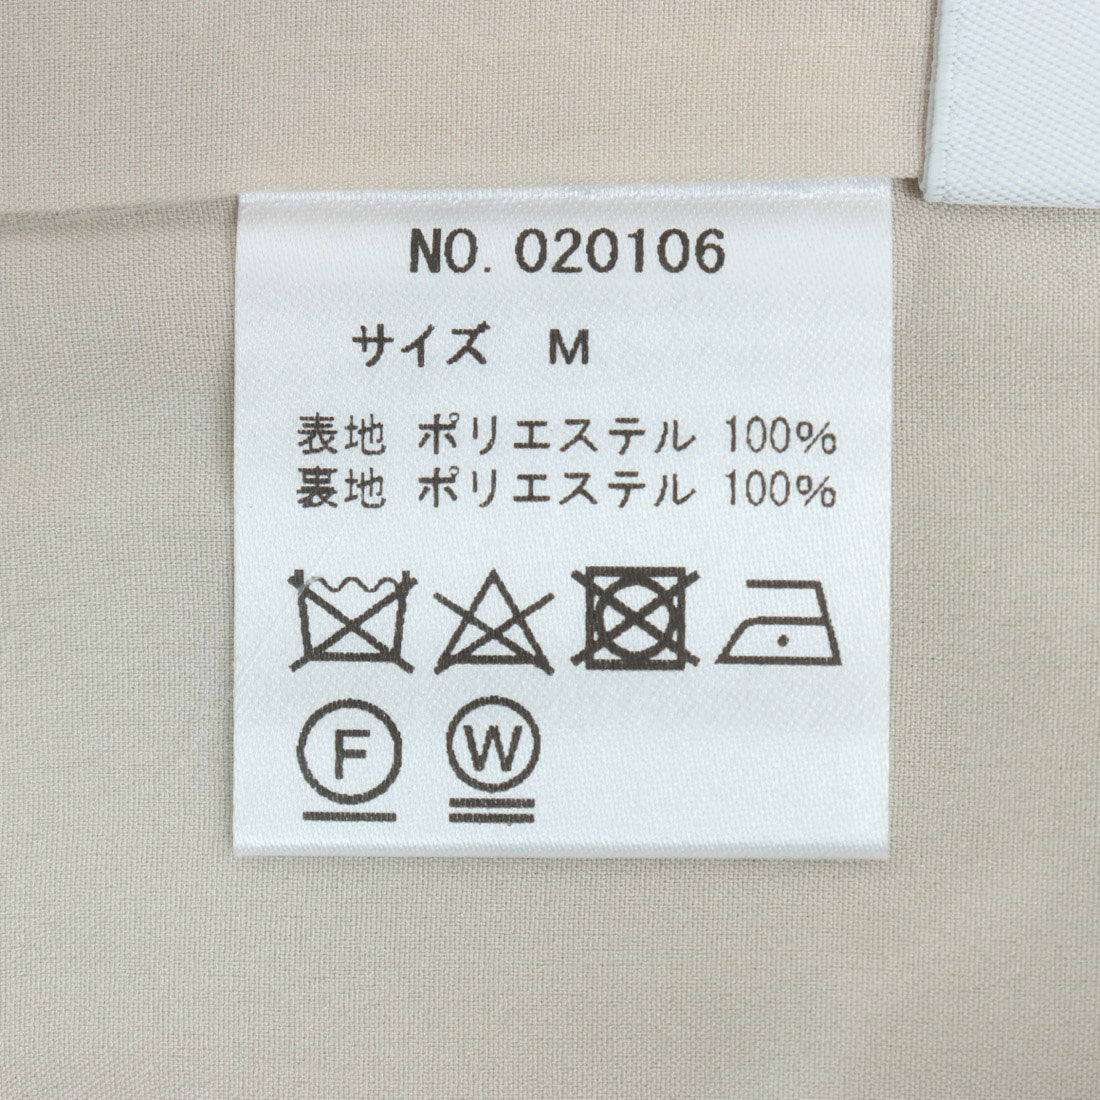 NO. 020106
サイズ M
表地 ポリエステル 100%
裏地 ポリエステル 100%
F W